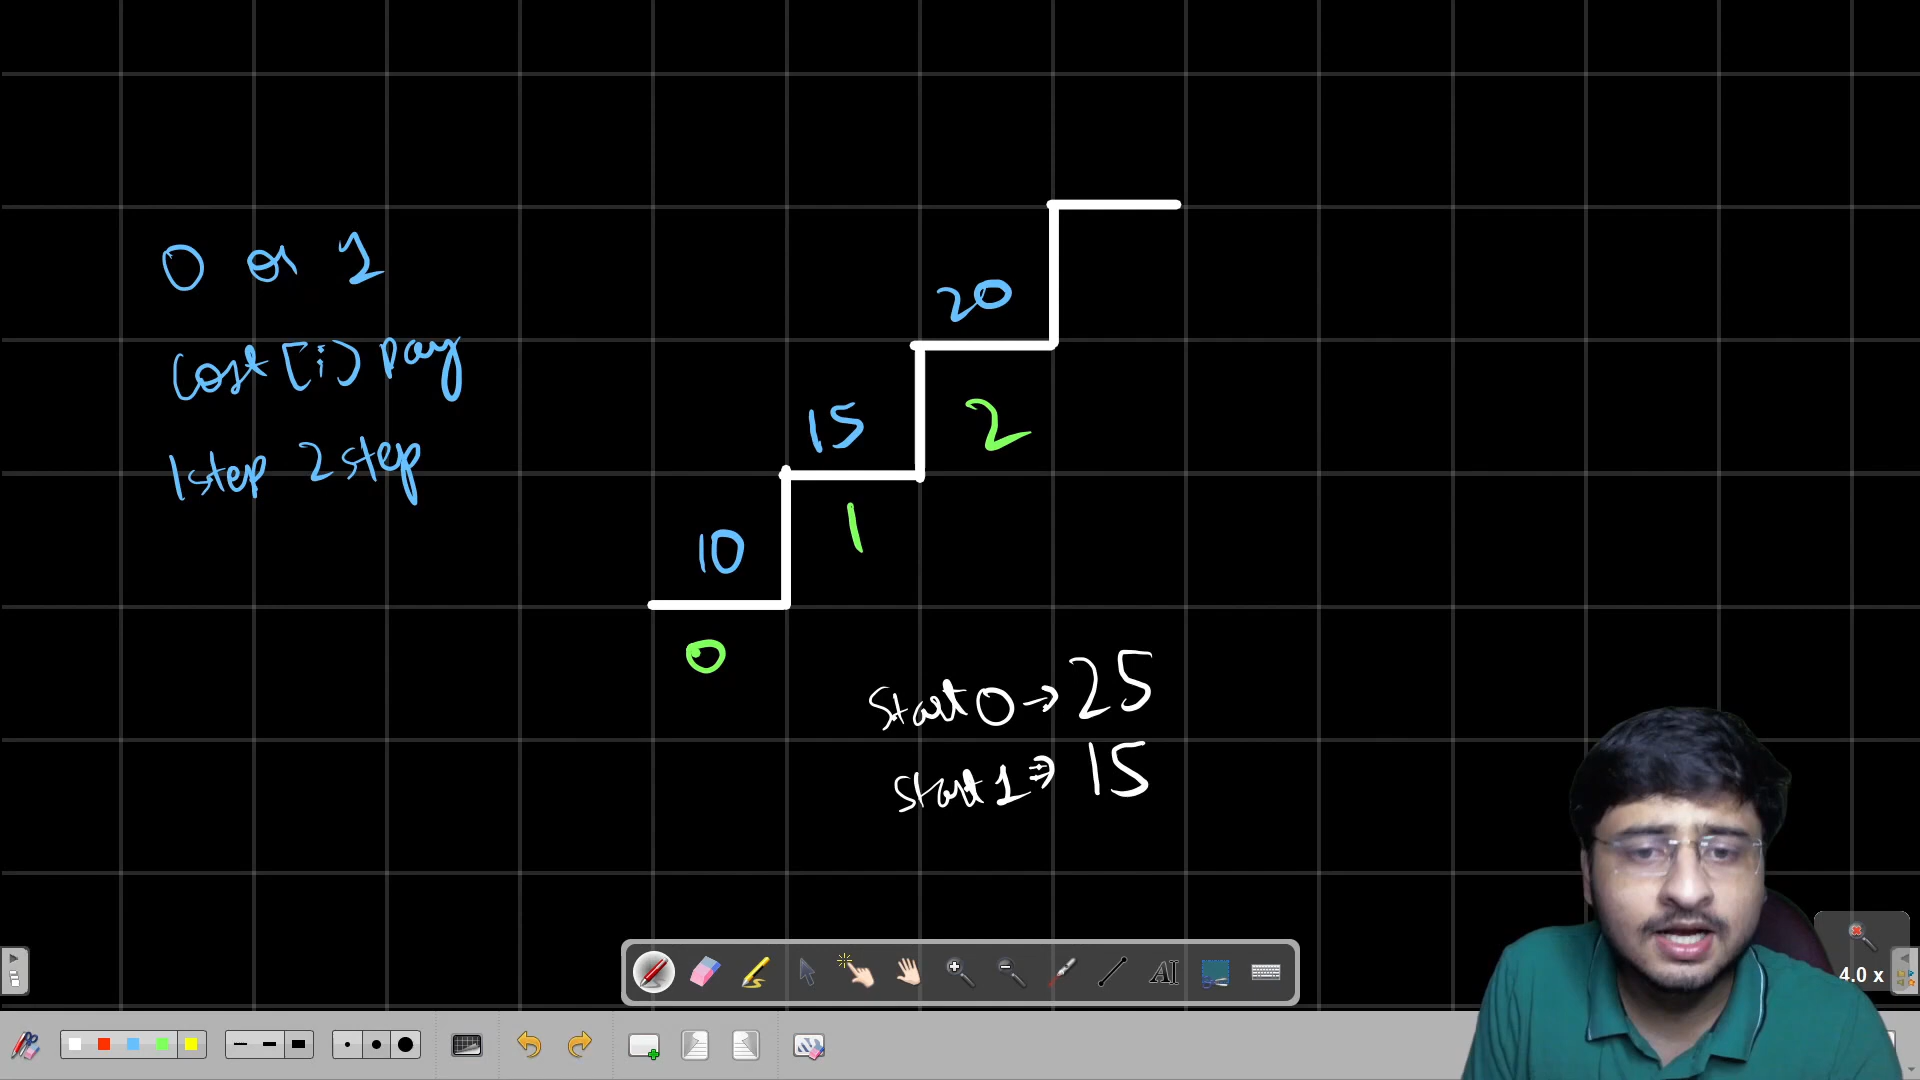 0 or 1
Cost[i) pay
1step 2step
20
15
2
10
1
0
Start 0 → 25
Start 1 → 15
AI
4.0 x